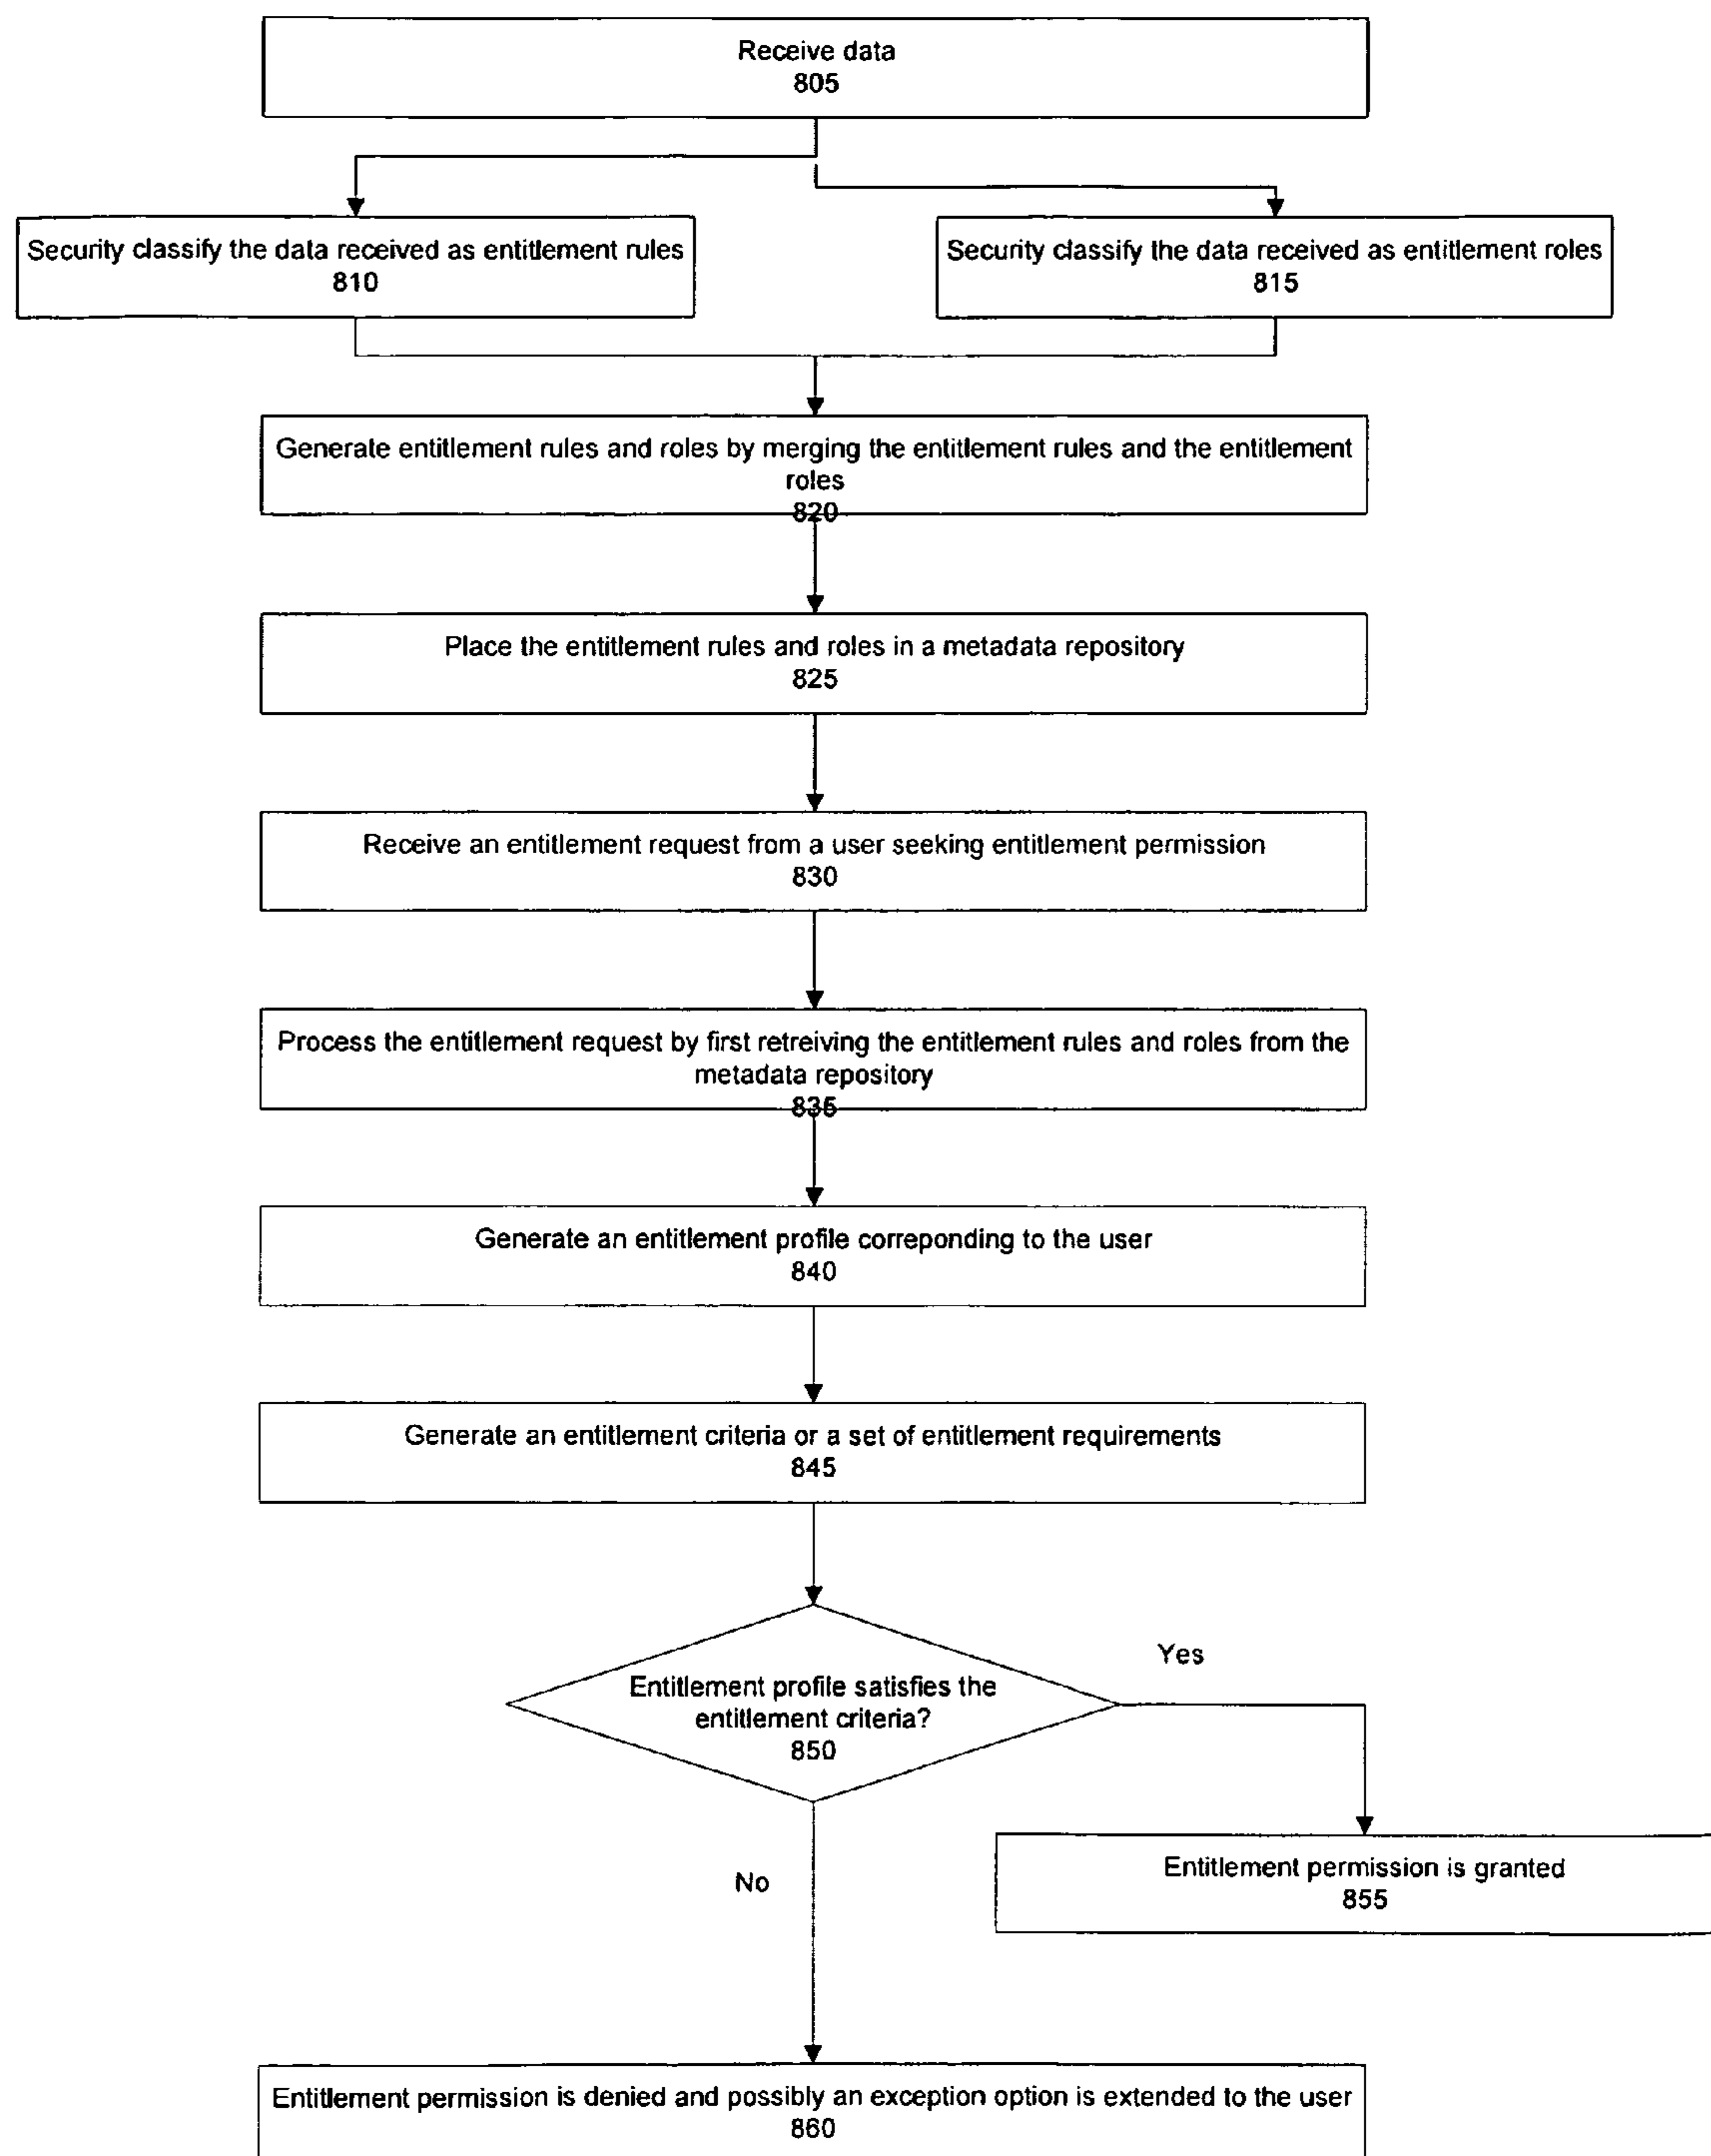 Receive data
805
Security classify the data received as entitlement rules
810
Security classify the data received as entitlement roles
815
Generate entitlement rules and roles by merging the entitlement rules and the entitlement
roles
820
Place the entitlement rules and roles in a metadata repository
825
Receive an entitlement request from a user seeking entitlement permission
830
Process the entitlement request by first retreiving the entitlement rules and roles from the
metadata repository
835
Generate an entitlement profile correponding to the user
840
Generate an entitlement criteria or a set of entitlement requirements
845
Entitlement profile satisfies the
entitlement criteria?
850
Yes
Entitlement permission is granted
855
No
Entitlement permission is denied and possibly an exception option is extended to the user
860